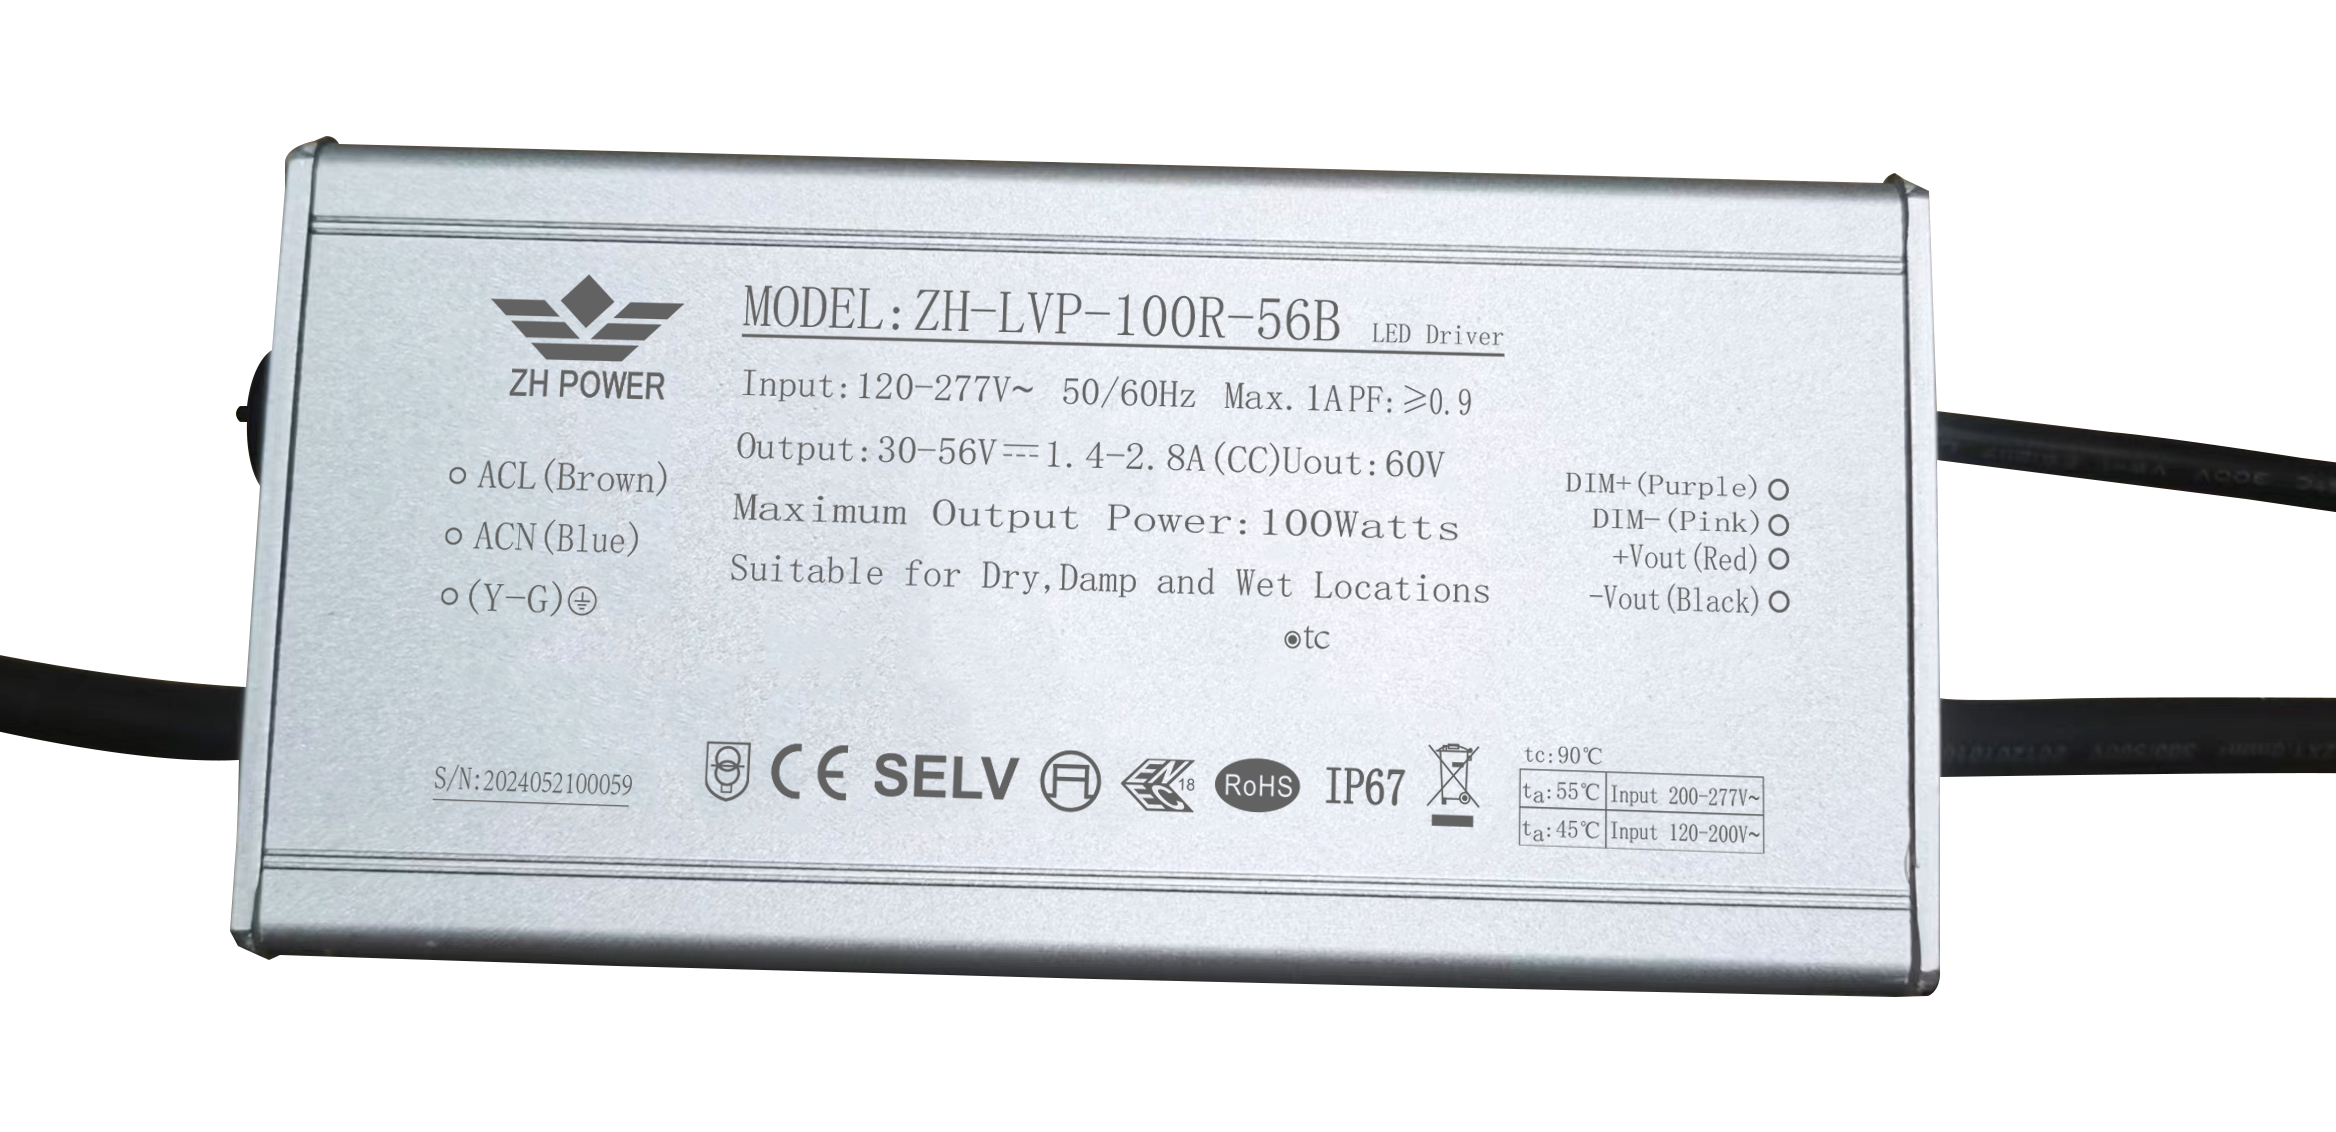 MODEL:ZH-LVP-100R-56B LED Driver
ZH POWER
Input:120-277V~ 50/60Hz Max.1A PF:≥0.9
Output:30-56V⎓1.4-2.8A(CC)Uout:60V
Maximum Output Power:100Watts
Suitable for Dry,Damp and Wet Locations
tc
ACL(Brown)
ACN(Blue)
(Y-G)
DIM+(Purple)
DIM-(Pink)
+Vout(Red)
-Vout(Black)
S/N:2024052100059
CE SELV ENEC 18 RoHS IP67
tc:90℃
ta:55℃ Input 200-277V~
ta:45℃ Input 120-200V~